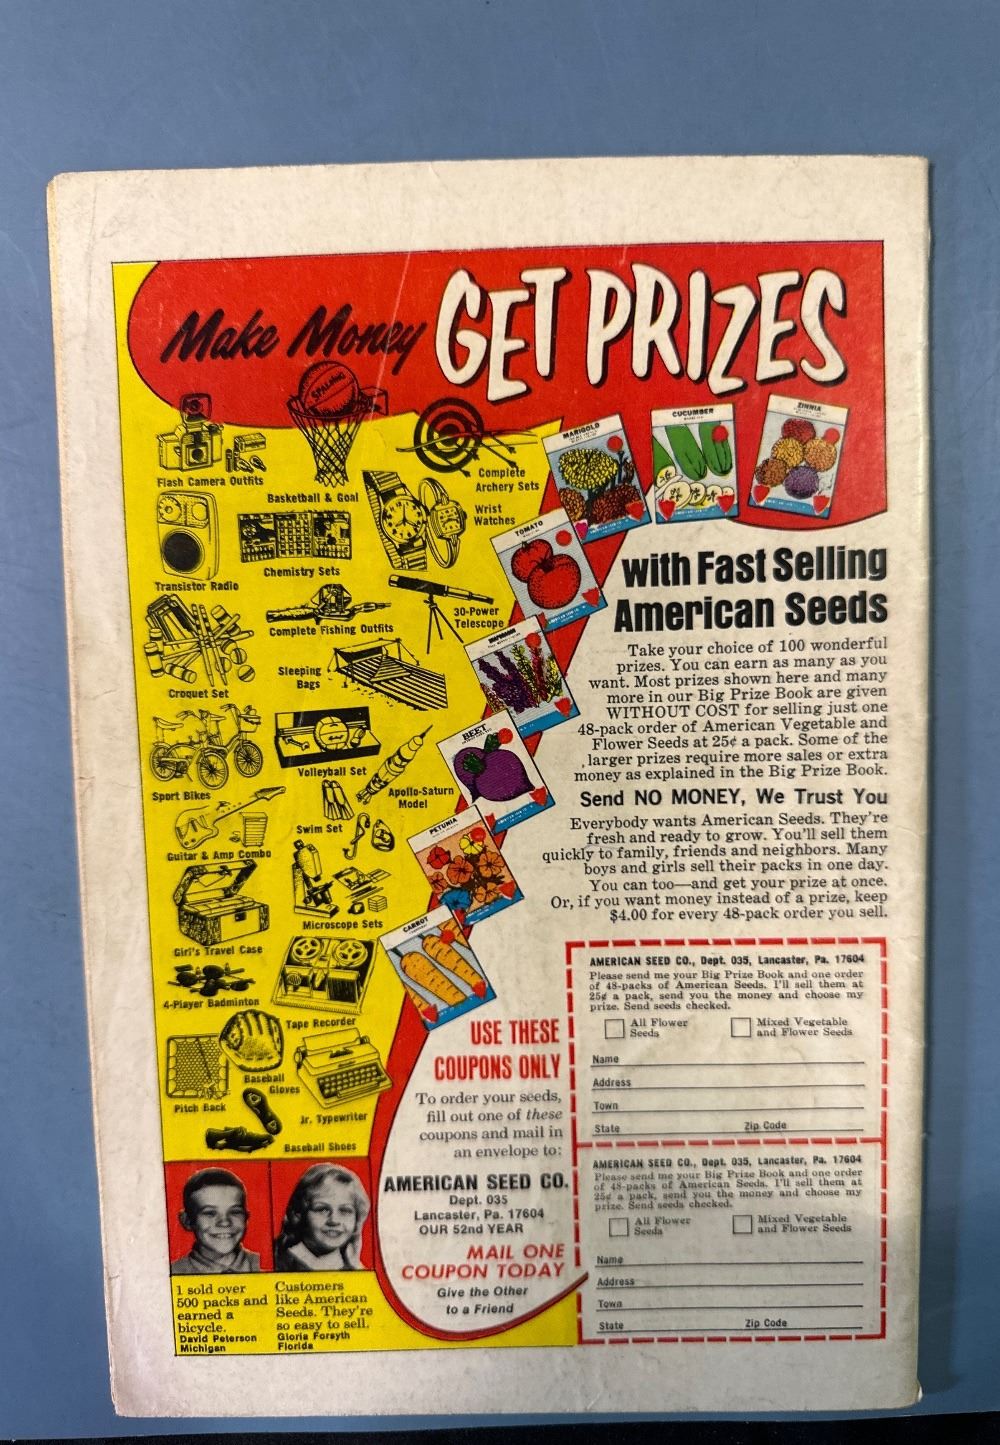 Make Money GET PRIZES
SPALDING
Flash Camera Outfits
Basketball & Goal
Complete
Archery Sets
Wrist
Watches
Transistor Radio
Chemistry Sets
Complete Fishing Outfits
30-Power
Telescope
Croquet Set
Sleeping
Bags
Sport Bikes
Volleyball Set
Apollo-Saturn
Model
Guitar & Amp Combo
Swim Set
Girl's Travel Case
Microscope Sets
4-Player Badminton
Tape Recorder
Pitch Back
Baseball
Gloves
Jr. Typewriter
Baseball Shoes
MARIGOLD
CUCUMBER
ZINNIA
TOMATO
BEET
PETUNIA
CARROT
with Fast Selling
American Seeds
Take your choice of 100 wonderful
prizes. You can earn as many as you
want. Most prizes shown here and many
more in our Big Prize Book are given
WITHOUT COST for selling just one
48-pack order of American Vegetable and
Flower Seeds at 25¢ a pack. Some of the
larger prizes require more sales or extra
money as explained in the Big Prize Book.
Send NO MONEY, We Trust You
Everybody wants American Seeds. They're
fresh and ready to grow. You'll sell them
quickly to family, friends and neighbors. Many
boys and girls sell their packs in one day.
You can too—and get your prize at once.
Or, if you want money instead of a prize, keep
$4.00 for every 48-pack order you sell.
USE THESE
COUPONS ONLY
To order your seeds,
fill out one of these
coupons and mail in
an envelope to:
AMERICAN SEED CO.
Dept. 035
Lancaster, Pa. 17604
OUR 52nd YEAR
MAIL ONE
COUPON TODAY
Give the Other
to a Friend
AMERICAN SEED CO., Dept. 035, Lancaster, Pa. 17604
Please send me your Big Prize Book and one order
of 48-packs of American Seeds. I'll sell them at
25¢ a pack, send you the money and choose my
prize. Send seeds checked.
All Flower
Seeds
Mixed Vegetable
and Flower Seeds
Name
Address
Town
State Zip Code
AMERICAN SEED CO., Dept. 035, Lancaster, Pa. 17604
Please send me your Big Prize Book and one order
of 48-packs of American Seeds. I'll sell them at
25¢ a pack, send you the money and choose my
prize. Send seeds checked.
All Flower
Seeds
Mixed Vegetable
and Flower Seeds
Name
Address
Town
State Zip Code
I sold over
500 packs and
earned a
bicycle.
David Peterson
Michigan
Customers
like American
Seeds. They're
so easy to sell.
Gloria Forsyth
Florida